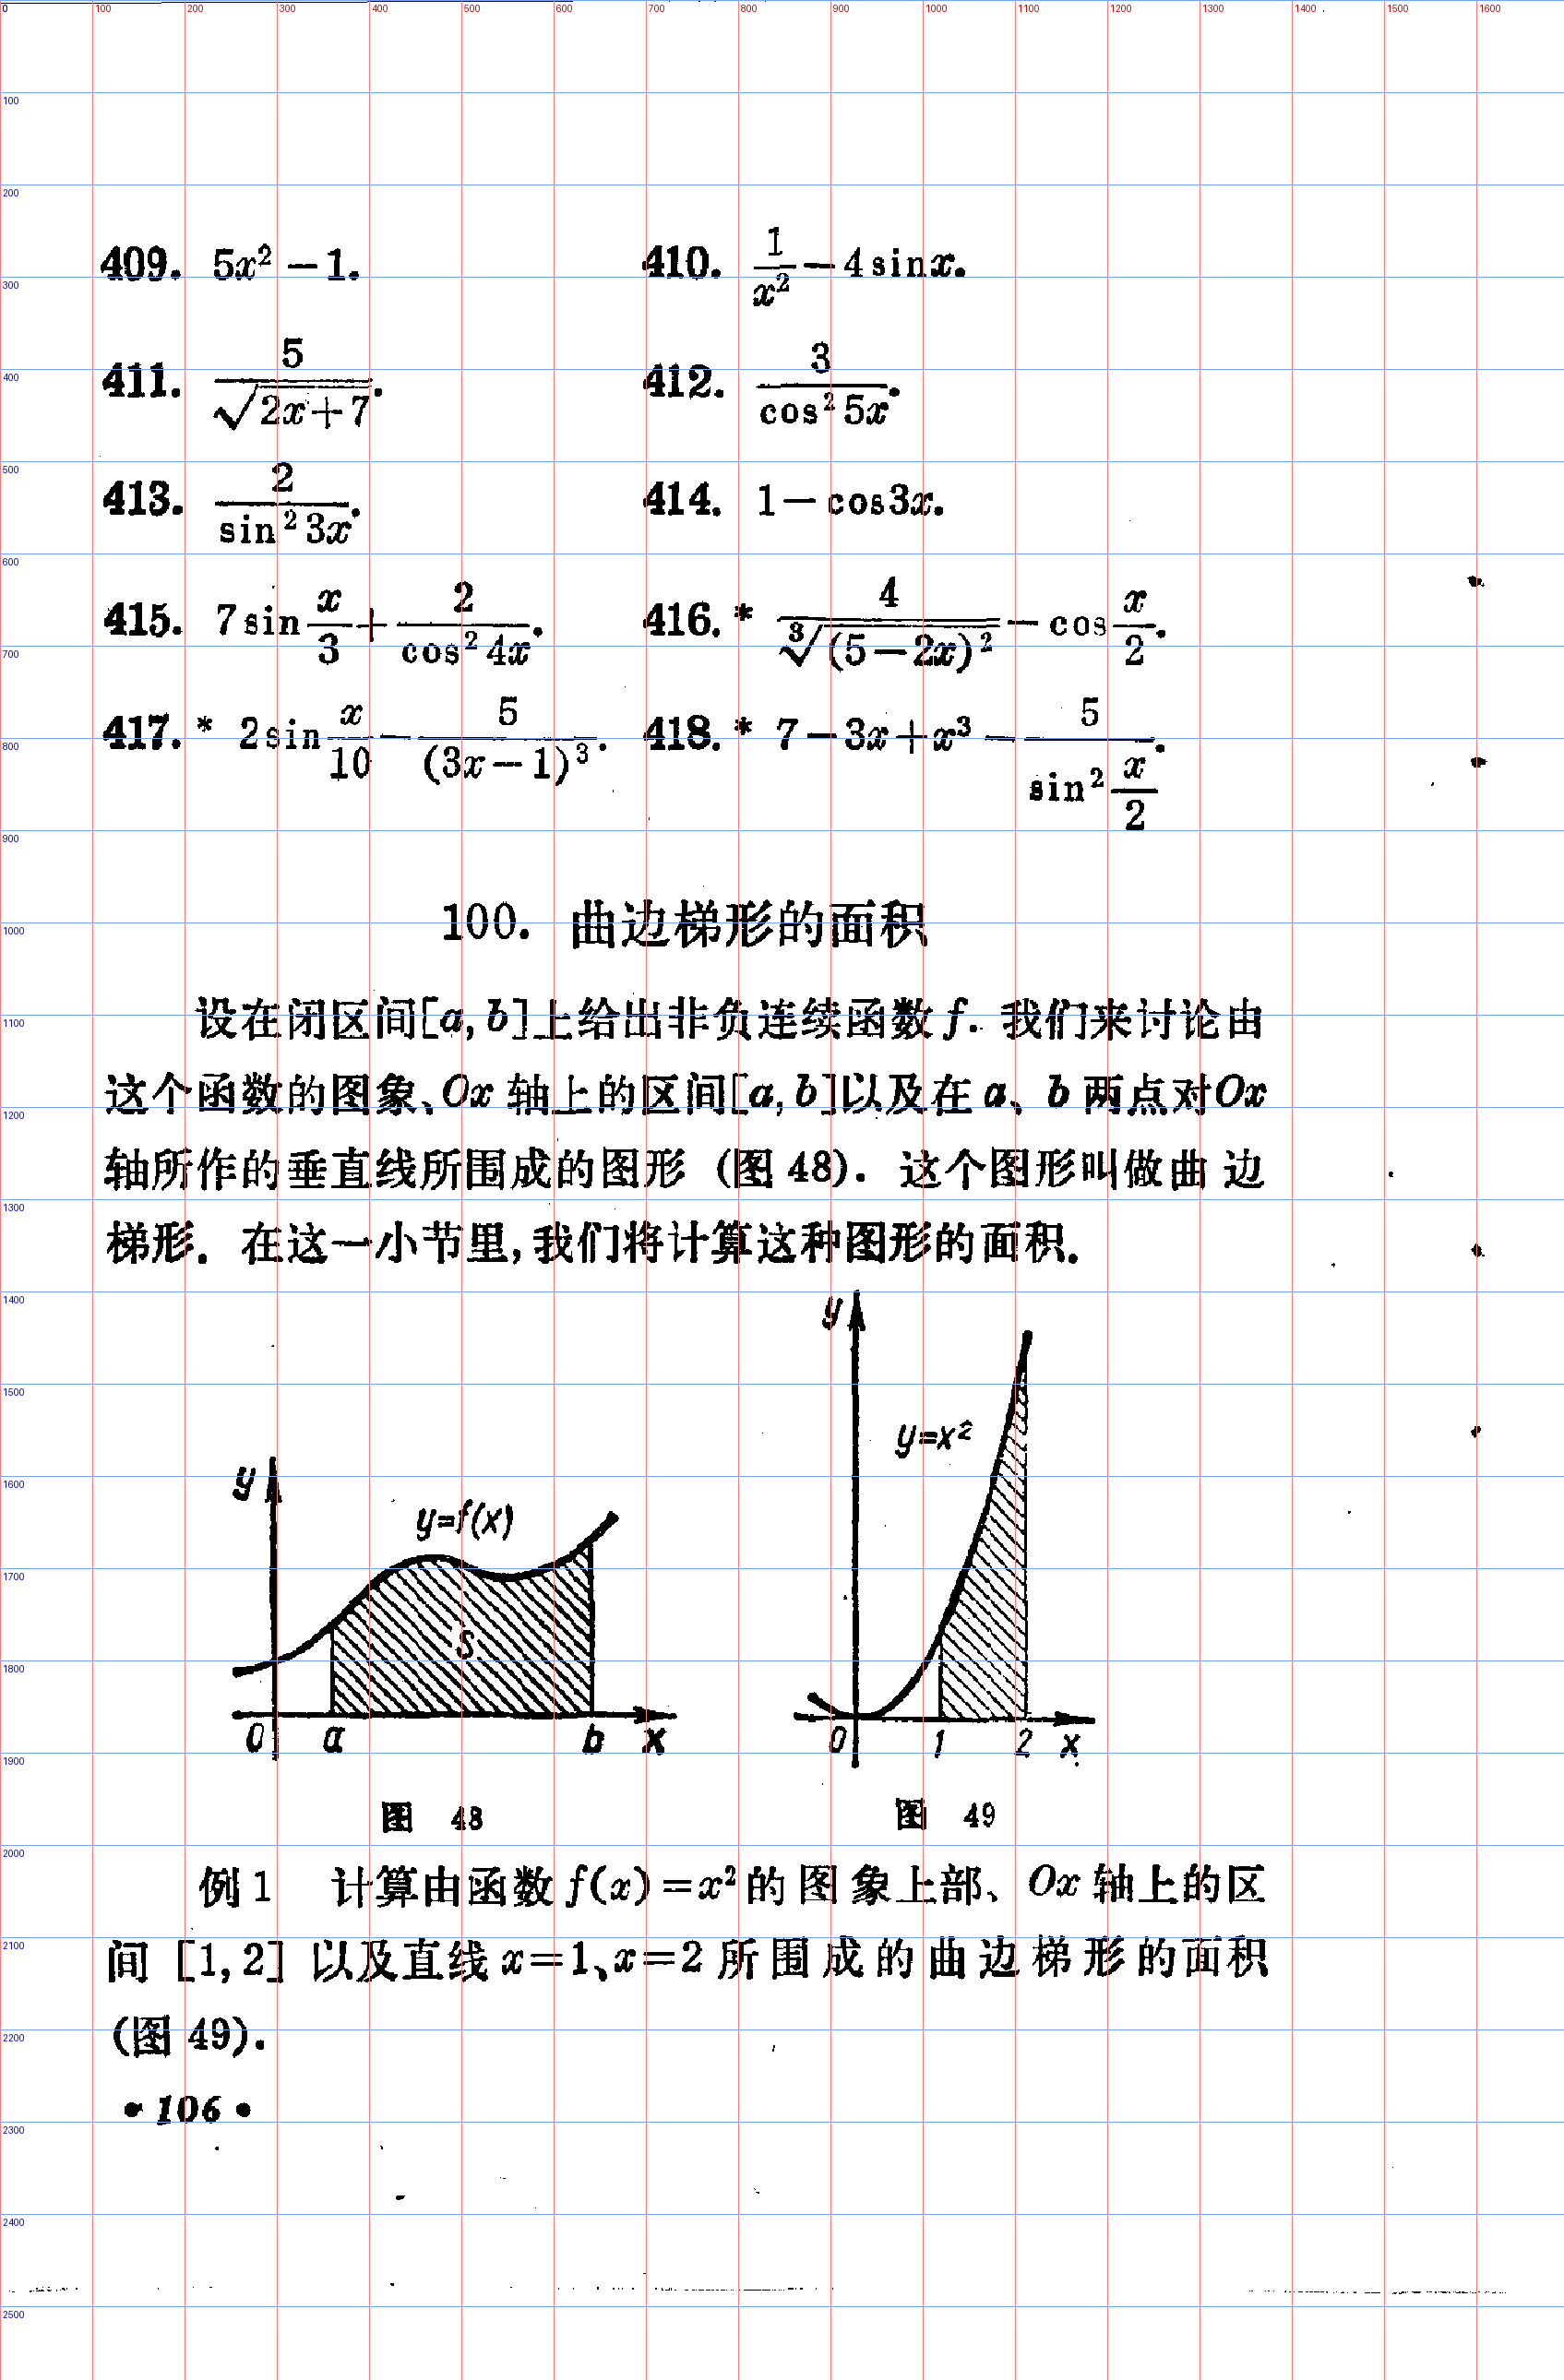 409. 5x² − 1.    410. 1/x² − 4 sin x.
411. 5/√(2x+7).    412. 3/(cos² 5x).
413. 2/(sin² 3x).    414. 1 − cos 3x.
415. 7 sin x/3 + 2/(cos² 4x).    416.* 4/∛((5−2x)²) − cos x/2.
417.* 2 sin x/10 − 5/(3x−1)³.    418.* 7 − 3x + x³ − 5/(sin² x/2).
100. 曲边梯形的面积
设在闭区间[a, b]上给出非负连续函数 f. 我们来讨论由
这个函数的图象、Ox 轴上的区间[a, b]以及在 a、b 两点对Ox
轴所作的垂直线所围成的图形 (图 48). 这个图形叫做曲边
梯形. 在这一小节里, 我们将计算这种图形的面积.
y
y=f(x)
S
0 a b x
图 48
y
y=x²
0 1 2 x
图 49
例 1 计算由函数 f(x)=x² 的图象上部、Ox 轴上的区
间 [1, 2] 以及直线 x=1、x=2 所围成的曲边梯形的面积
(图 49).
• 106 •